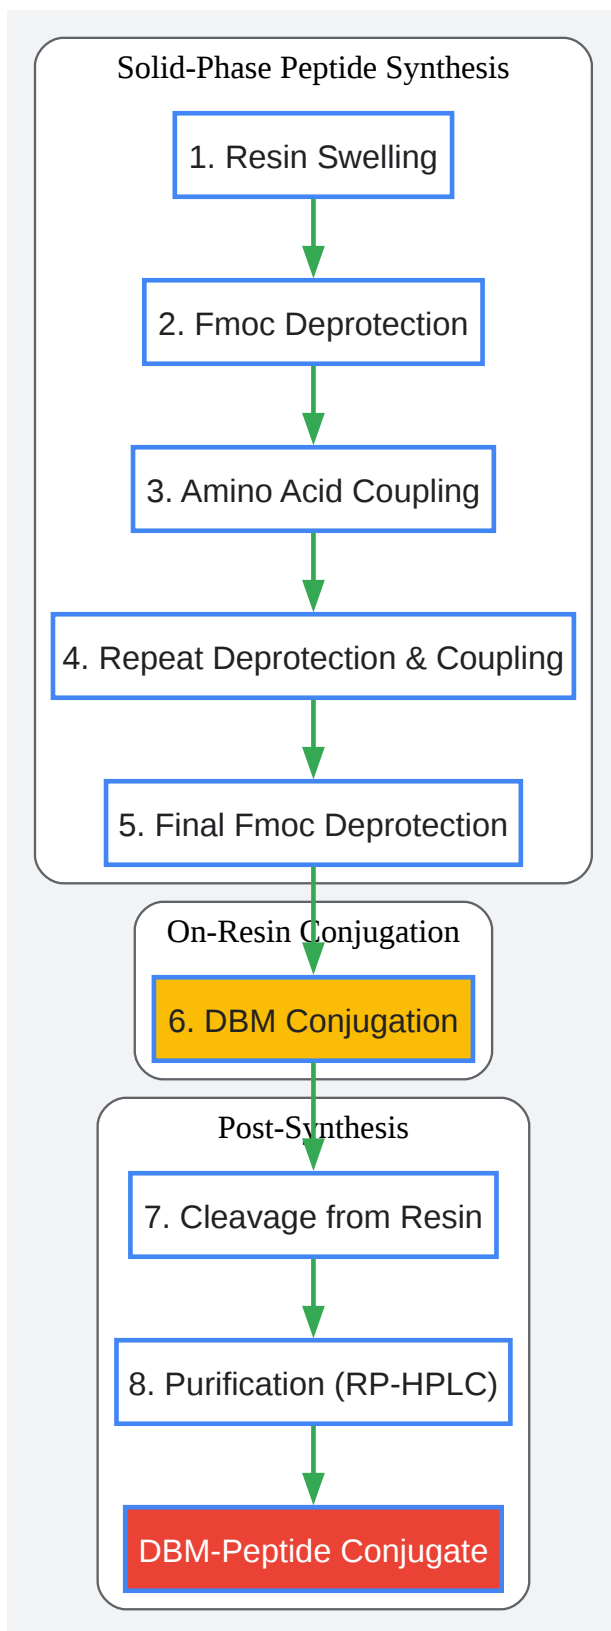 Solid-Phase Peptide Synthesis
1. Resin Swelling
2. Fmoc Deprotection
3. Amino Acid Coupling
4. Repeat Deprotection & Coupling
5. Final Fmoc Deprotection
On-Resin Conjugation
6. DBM Conjugation
Post-Synthesis
7. Cleavage from Resin
8. Purification (RP-HPLC)
DBM-Peptide Conjugate